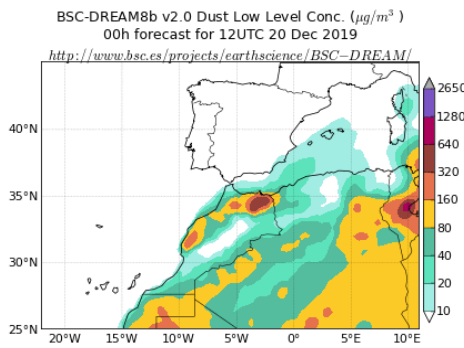 BSC-DREAM8b v2.0 Dust Low Level Conc. (μg/m³ )
00h forecast for 12UTC 20 Dec 2019
http://www.bsc.es/projects/earthscience/BSC−DREAM/
2650
1280
640
320
160
80
40
20
10
40°N
35°N
30°N
25°N
20°W 15°W 10°W 5°W 0° 5°E 10°E